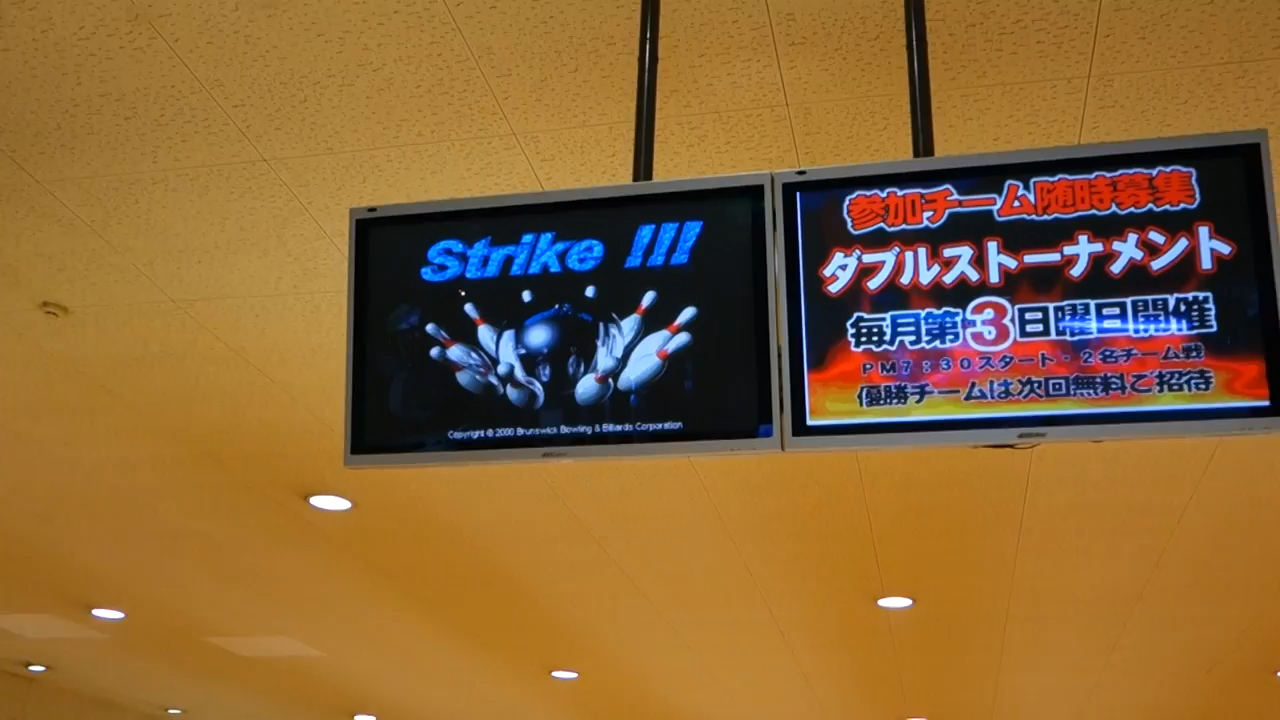 Strike !!!
Copyright © 2000 Brunswick Bowling & Billiards Corporation
参加チーム随時募集
ダブルストーナメント
毎月第3日曜日開催
PM7:30スタート・2名チーム戦
優勝チームは次回無料ご招待